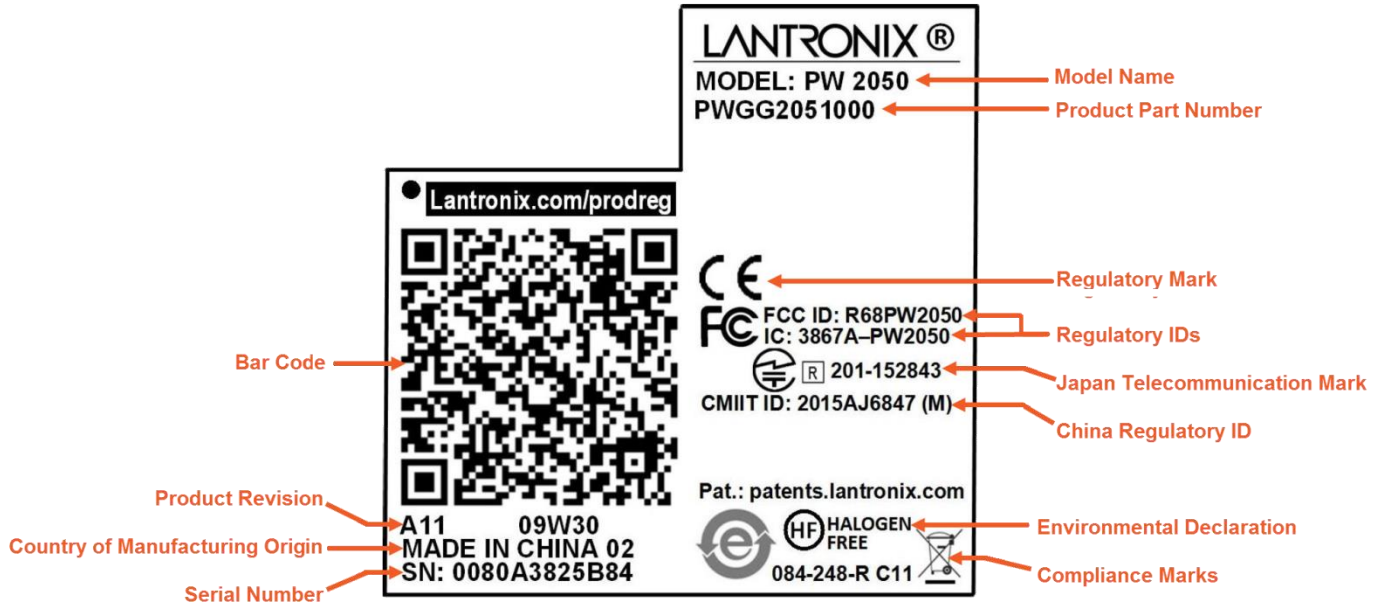 LANTRONIX ®
MODEL: PW 2050
Model Name
PWGG2051000
Product Part Number
Lantronix.com/prodreg
CE
Regulatory Mark
FC FCC ID: R68PW2050
IC: 3867A–PW2050
Regulatory IDs
Bar Code
R 201-152843
Japan Telecommunication Mark
CMIIT ID: 2015AJ6847 (M)
China Regulatory ID
Pat.: patents.lantronix.com
Product Revision
A11 09W30
Country of Manufacturing Origin
MADE IN CHINA 02
SN: 0080A3825B84
Serial Number
e
HF HALOGEN
FREE
Environmental Declaration
084-248-R C11
Compliance Marks